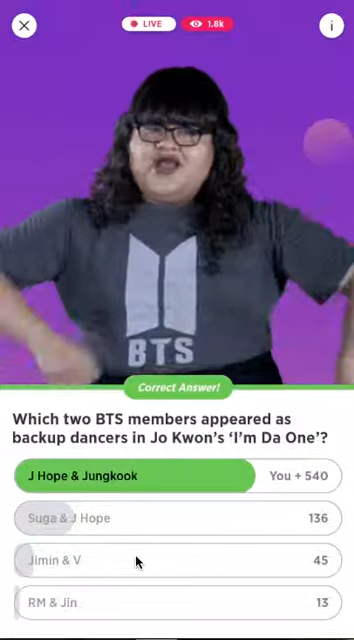 LIVE
1.8k
i
BTS
Correct Answer!
Which two BTS members appeared as
backup dancers in Jo Kwon's 'I'm Da One'?
J Hope & Jungkook You + 540
Suga & J Hope 136
Jimin & V 45
RM & Jin 13